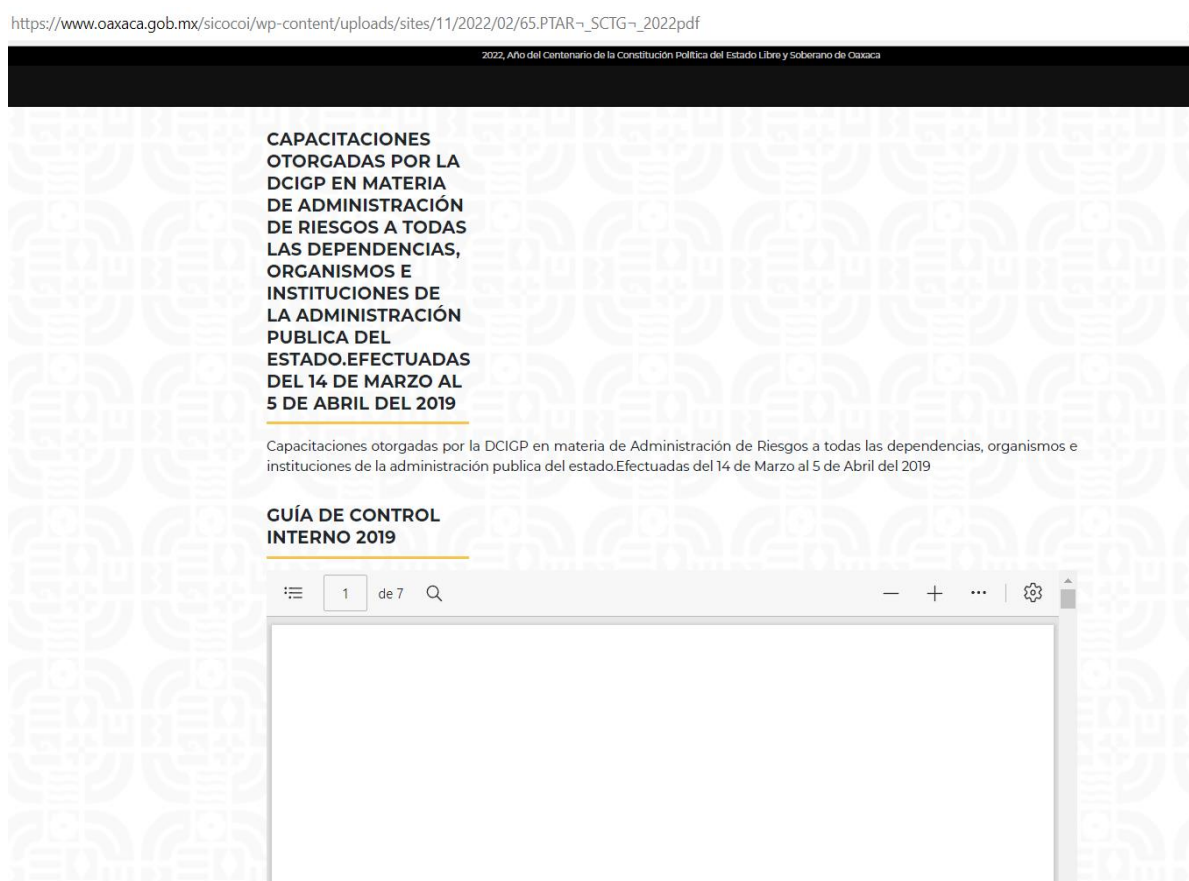 https://www.oaxaca.gob.mx/sicocoi/wp-content/uploads/sites/11/2022/02/65.PTAR¬_SCTG¬_2022pdf
2022, Año del Centenario de la Constitución Política del Estado Libre y Soberano de Oaxaca
CAPACITACIONES
OTORGADAS POR LA
DCIGP EN MATERIA
DE ADMINISTRACIÓN
DE RIESGOS A TODAS
LAS DEPENDENCIAS,
ORGANISMOS E
INSTITUCIONES DE
LA ADMINISTRACIÓN
PUBLICA DEL
ESTADO.EFECTUADAS
DEL 14 DE MARZO AL
5 DE ABRIL DEL 2019
Capacitaciones otorgadas por la DCIGP en materia de Administración de Riesgos a todas las dependencias, organismos e
instituciones de la administración publica del estado.Efectuadas del 14 de Marzo al 5 de Abril del 2019
GUÍA DE CONTROL
INTERNO 2019
1 de 7